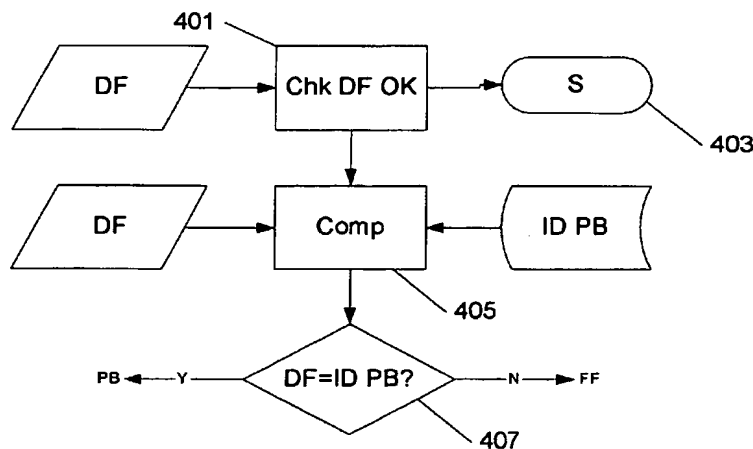 401
DF
Chk DF OK
S
403
DF
Comp
ID PB
405
PB
Y
DF=ID PB?
N
FF
407